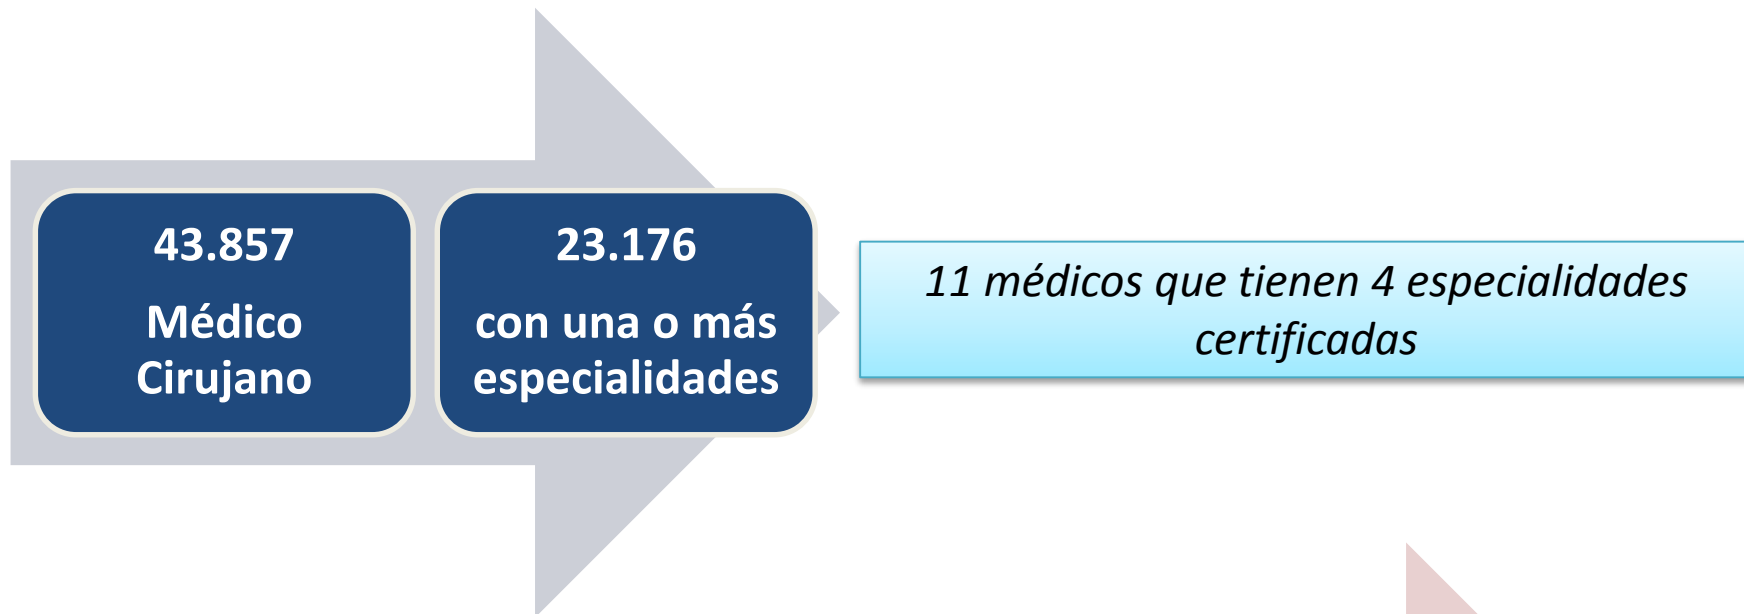 43.857
Médico
Cirujano
23.176
con una o más
especialidades
11 médicos que tienen 4 especialidades
certificadas